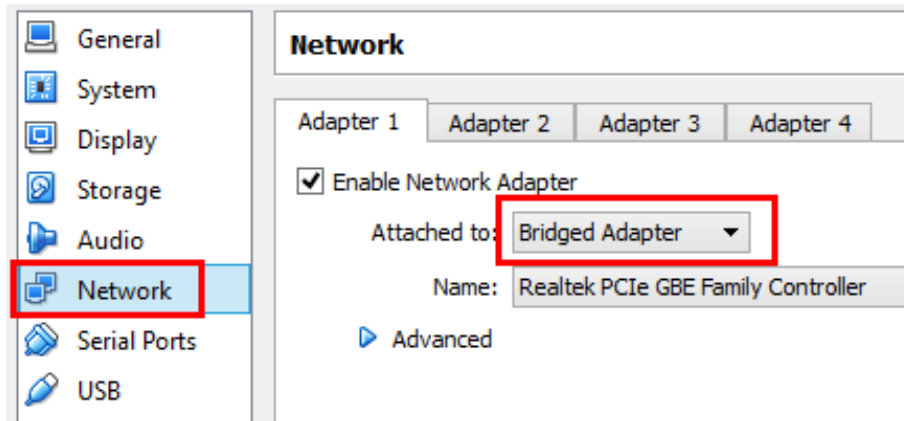 General
System
Display
Storage
Audio
Network
Serial Ports
USB
Network
Adapter 1
Adapter 2
Adapter 3
Adapter 4
Enable Network Adapter
Attached to: Bridged Adapter
Name: Realtek PCIe GBE Family Controller
Advanced